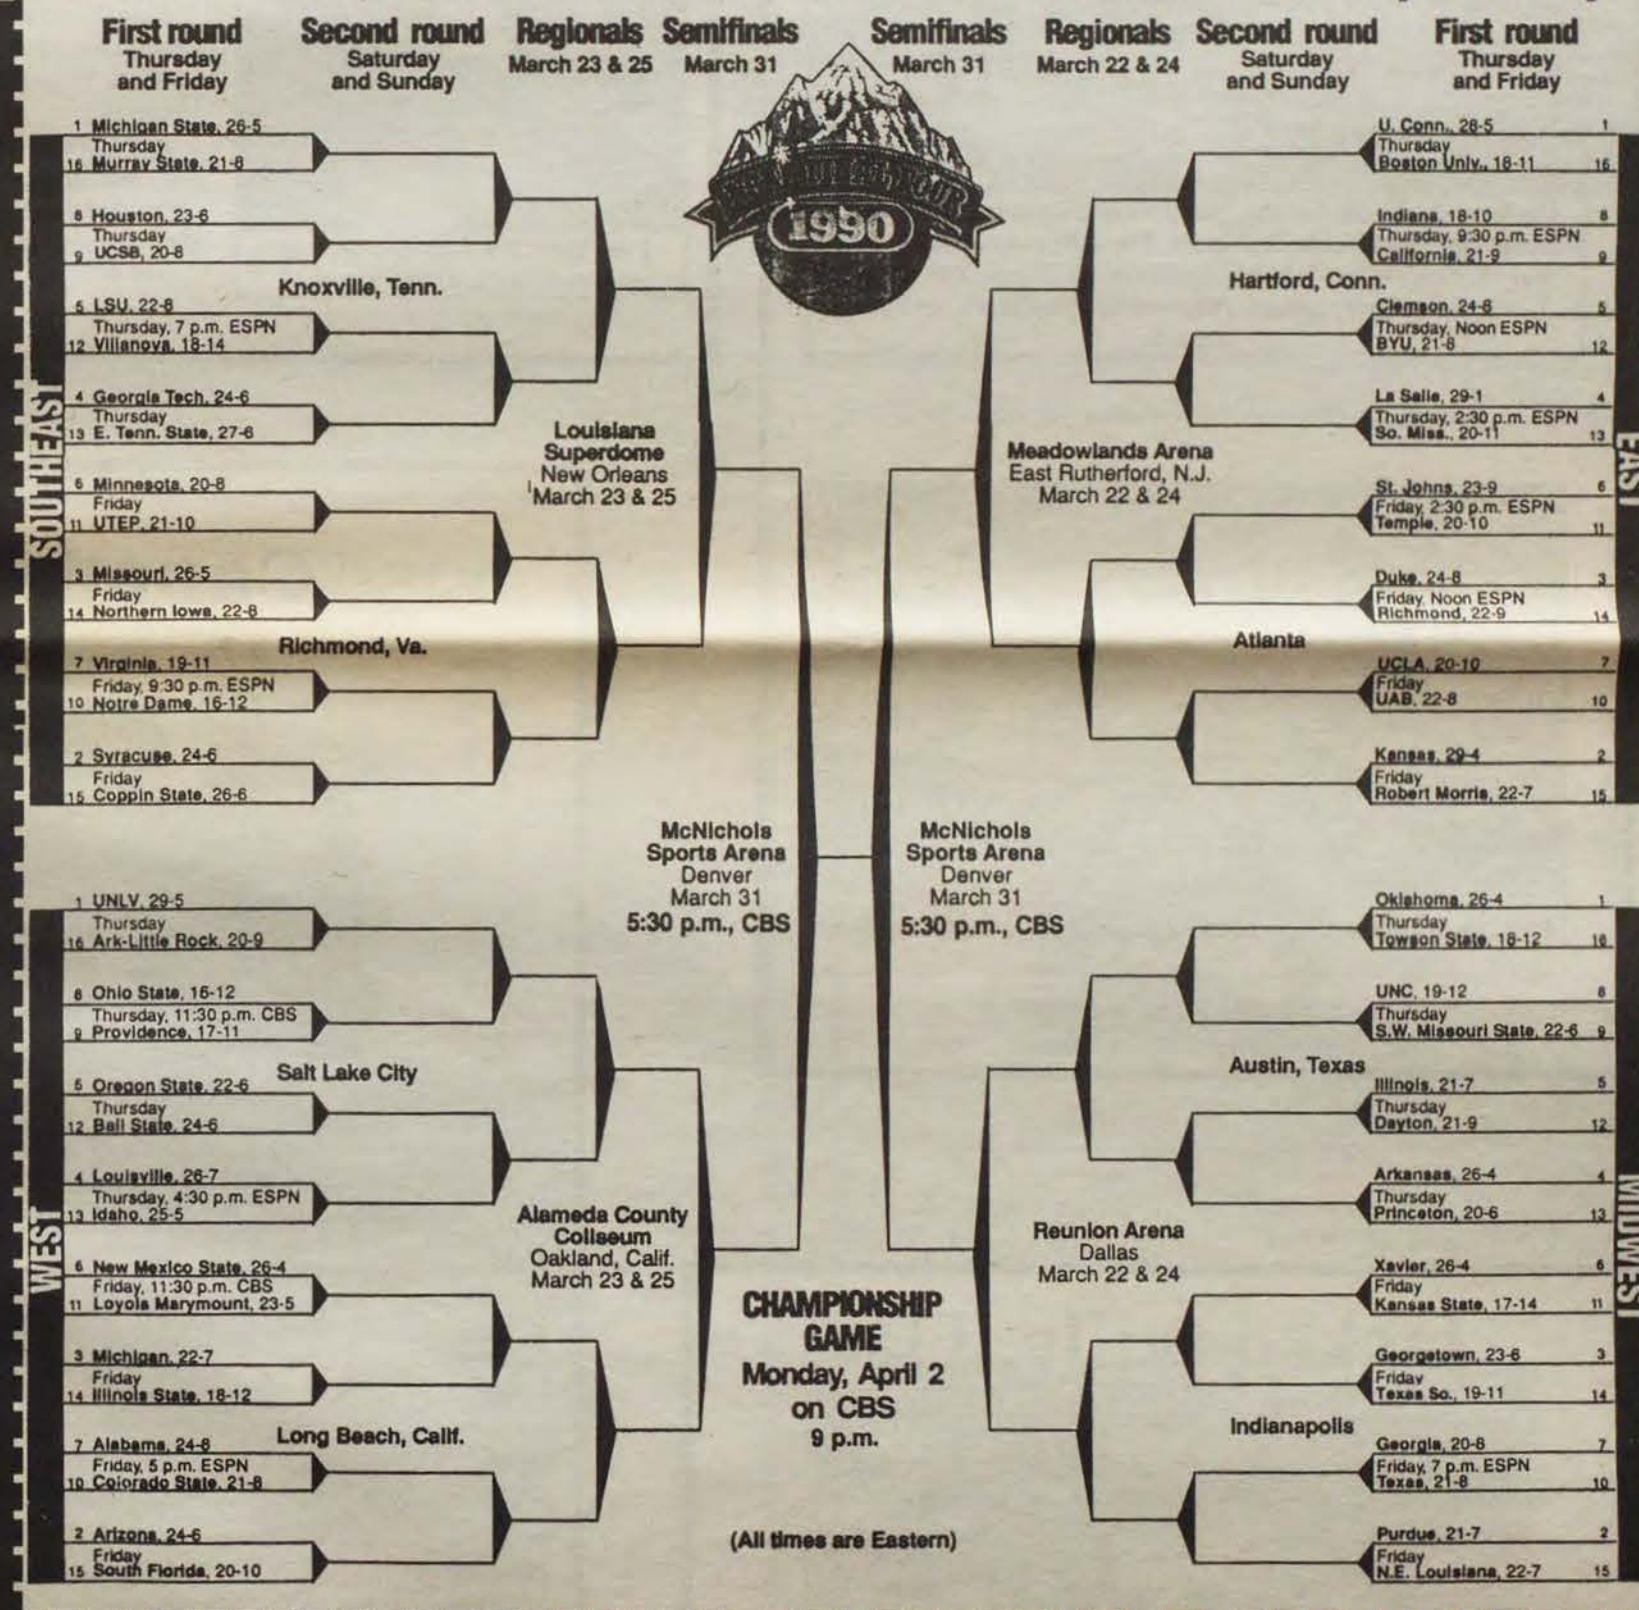 First round
Thursday
and Friday
Second round
Saturday
and Sunday
Regionals
March 23 & 25
Semifinals
March 31
Semifinals
March 31
Regionals
March 22 & 24
Second round
Saturday
and Sunday
First round
Thursday
and Friday
1990
SOUTHEAST
1 Michigan State, 26-5
Thursday
16 Murray State, 21-8
8 Houston, 23-6
Thursday
9 UCSB, 20-8
Knoxville, Tenn.
5 LSU, 22-8
Thursday, 7 p.m. ESPN
12 Villanova, 18-14
4 Georgia Tech, 24-6
Thursday
13 E. Tenn. State, 27-6
Louisiana
Superdome
New Orleans
March 23 & 25
6 Minnesota, 20-8
Friday
11 UTEP, 21-10
3 Missouri, 26-5
Friday
14 Northern Iowa, 22-8
Richmond, Va.
7 Virginia, 19-11
Friday, 9:30 p.m. ESPN
10 Notre Dame, 16-12
2 Syracuse, 24-6
Friday
15 Coppin State, 26-6
WEST
1 UNLV, 29-5
Thursday
16 Ark-Little Rock, 20-9
8 Ohio State, 16-12
Thursday, 11:30 p.m. CBS
9 Providence, 17-11
Salt Lake City
5 Oregon State, 22-6
Thursday
12 Ball State, 24-6
4 Louisville, 26-7
Thursday, 4:30 p.m. ESPN
13 Idaho, 25-5
Alameda County
Coliseum
Oakland, Calif.
March 23 & 25
6 New Mexico State, 26-4
Friday, 11:30 p.m. CBS
11 Loyola Marymount, 23-5
3 Michigan, 22-7
Friday
14 Illinois State, 18-12
Long Beach, Calif.
7 Alabama, 24-8
Friday, 5 p.m. ESPN
10 Colorado State, 21-8
2 Arizona, 24-6
Friday
15 South Florida, 20-10
McNichols
Sports Arena
Denver
March 31
5:30 p.m., CBS
McNichols
Sports Arena
Denver
March 31
5:30 p.m., CBS
CHAMPIONSHIP
GAME
Monday, April 2
on CBS
9 p.m.
(All times are Eastern)
EAST
U. Conn., 28-5 1
Thursday
Boston Univ., 18-11 16
Indiana, 18-10 8
Thursday, 9:30 p.m. ESPN
California, 21-9 9
Hartford, Conn.
Clemson, 24-8 5
Thursday, Noon ESPN
BYU, 21-8 12
La Salle, 29-1 4
Thursday, 2:30 p.m. ESPN
So. Miss., 20-11 13
Meadowlands Arena
East Rutherford, N.J.
March 22 & 24
St. Johns, 23-9 6
Friday, 2:30 p.m. ESPN
Temple, 20-10 11
Duke, 24-8 3
Friday, Noon ESPN
Richmond, 22-9 14
Atlanta
UCLA, 20-10 7
Friday
UAB, 22-8 10
Kansas, 29-4 2
Friday
Robert Morris, 22-7 15
MIDWEST
Oklahoma, 26-4 1
Thursday
Towson State, 18-12 16
UNC, 19-12 8
Thursday
S.W. Missouri State, 22-6 9
Austin, Texas
Illinois, 21-7 5
Thursday
Dayton, 21-9 12
Arkansas, 26-4 4
Thursday
Princeton, 20-6 13
Reunion Arena
Dallas
March 22 & 24
Xavier, 26-4 6
Friday
Kansas State, 17-14 11
Georgetown, 23-6 3
Friday
Texas So., 19-11 14
Indianapolis
Georgia, 20-8 7
Friday, 7 p.m. ESPN
Texas, 21-8 10
Purdue, 21-7 2
Friday
N.E. Louisiana, 22-7 15